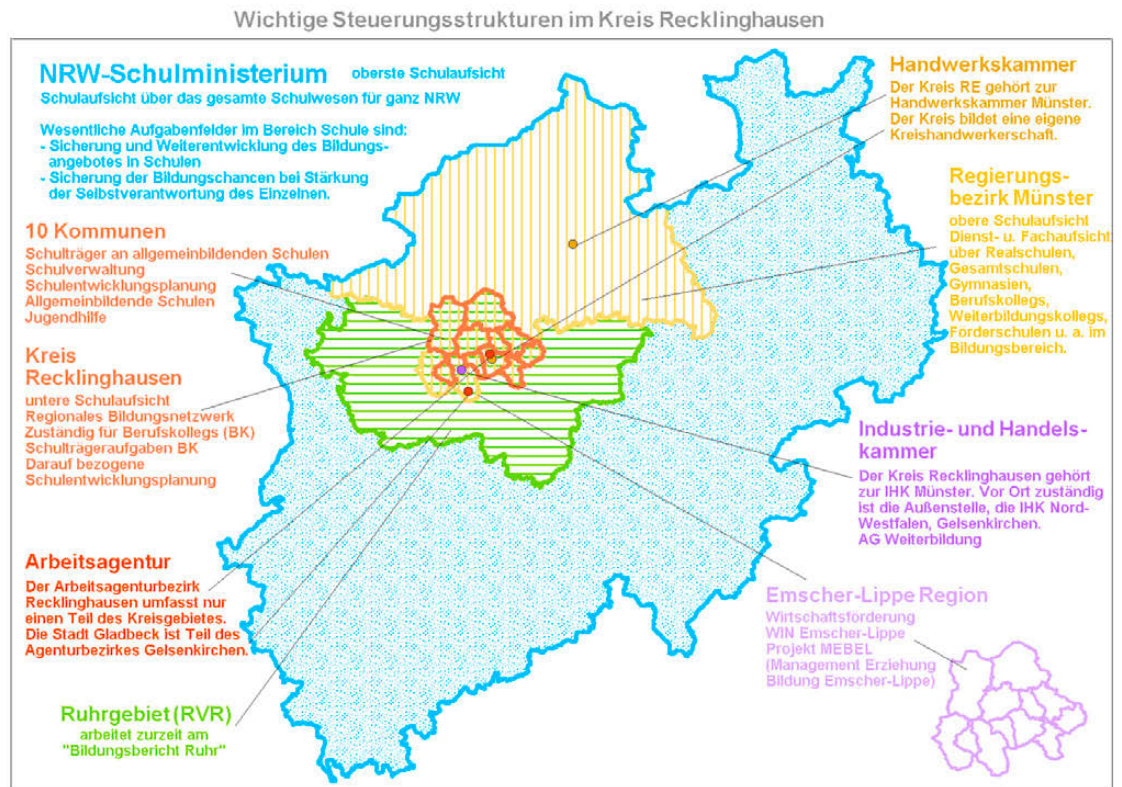 Wichtige Steuerungsstrukturen im Kreis Recklinghausen
NRW-Schulministerium oberste Schulaufsicht
Schulaufsicht über das gesamte Schulwesen für ganz NRW
Wesentliche Aufgabenfelder im Bereich Schule sind:
- Sicherung und Weiterentwicklung des Bildungs-
angebotes in Schulen
- Sicherung der Bildungschancen bei Stärkung
der Selbstverantwortung des Einzelnen.
10 Kommunen
Schulträger an allgemeinbildenden Schulen
Schulverwaltung
Schulentwicklungsplanung
Allgemeinbildende Schulen
Jugendhilfe
Kreis
Recklinghausen
untere Schulaufsicht
Regionales Bildungsnetzwerk
Zuständig für Berufskollegs (BK)
Schulträgeraufgaben BK
Darauf bezogene
Schulentwicklungsplanung
Arbeitsagentur
Der Arbeitsagenturbezirk
Recklinghausen umfasst nur
einen Teil des Kreisgebietes.
Die Stadt Gladbeck ist Teil des
Agenturbezirkes Gelsenkirchen.
Ruhrgebiet (RVR)
arbeitet zurzeit am
"Bildungsbericht Ruhr"
Handwerkskammer
Der Kreis RE gehört zur
Handwerkskammer Münster.
Der Kreis bildet eine eigene
Kreishandwerkerschaft.
Regierungs-
bezirk Münster
obere Schulaufsicht
Dienst- u. Fachaufsicht
über Realschulen,
Gesamtschulen,
Gymnasien,
Berufskollegs,
Weiterbildungskollegs,
Förderschulen u. a. im
Bildungsbereich.
Industrie- und Handels-
kammer
Der Kreis Recklinghausen gehört
zur IHK Münster. Vor Ort zuständig
ist die Außenstelle, die IHK Nord-
Westfalen, Gelsenkirchen.
AG Weiterbildung
Emscher-Lippe Region
Wirtschaftsförderung
WIN Emscher-Lippe
Projekt MEBEL
(Management Erziehung
Bildung Emscher-Lippe)